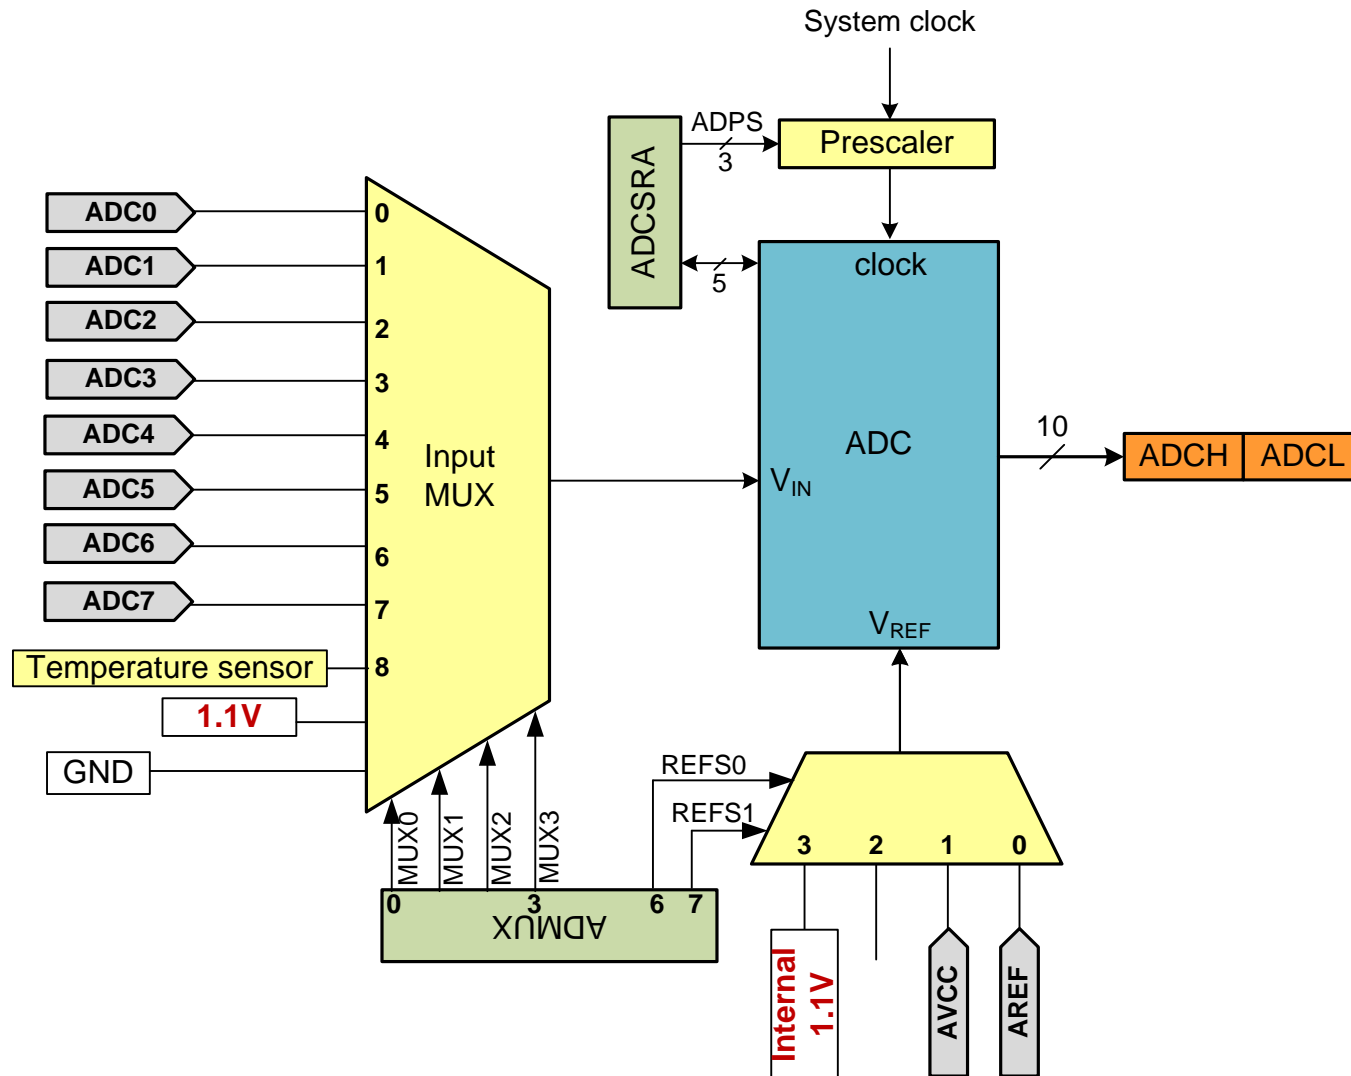 System clock
ADPS
3
Prescaler
ADCSRA
5
clock
ADC0
0
ADC1
1
ADC2
2
ADC3
3
ADC4
4
ADC5
5
ADC6
6
ADC7
7
Temperature sensor
8
1.1V
GND
Input
MUX
ADC
VIN
VREF
10
ADCH
ADCL
MUX0
MUX1
MUX2
MUX3
REFS0
REFS1
0
3
6
7
ADMUX
3
2
1
0
Internal
1.1V
AVCC
AREF